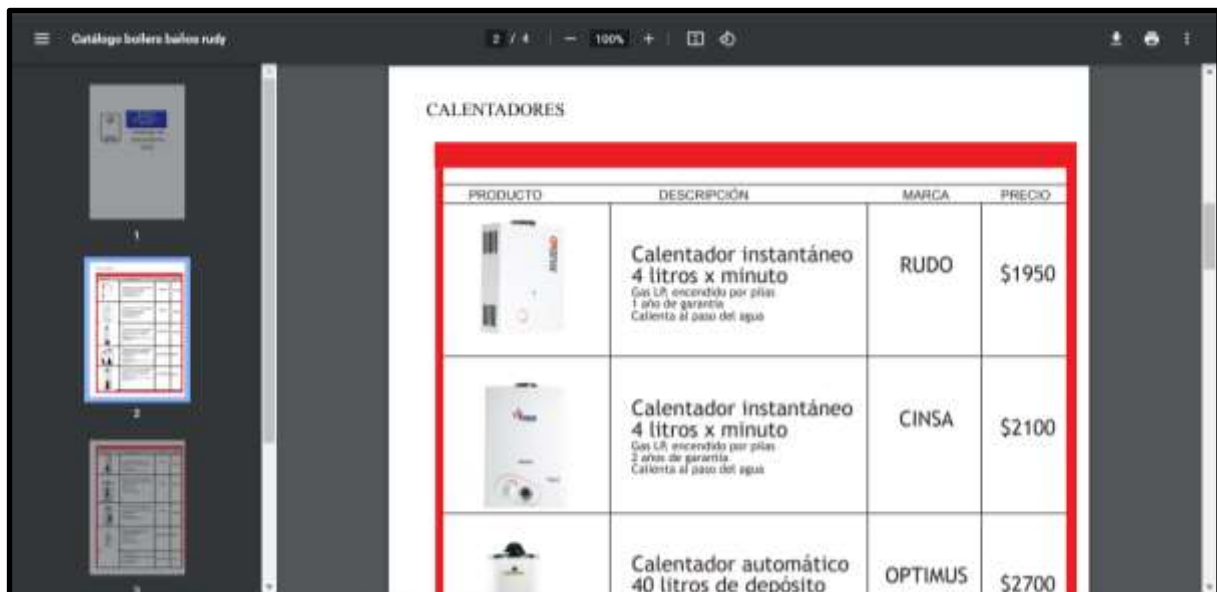 Catálogo boilers baños rudy
2 / 4
100%
CALENTADORES
PRODUCTO DESCRIPCIÓN MARCA PRECIO
Calentador instantáneo
4 litros x minuto
Gas LP, encendido por pilas
1 año de garantía
Calienta al paso del agua
RUDO
$1950
Calentador instantáneo
4 litros x minuto
Gas LP, encendido por pilas
2 años de garantía
Calienta al paso del agua
CINSA
$2100
Calentador automático
40 litros de depósito
OPTIMUS
$2700
1
2
3